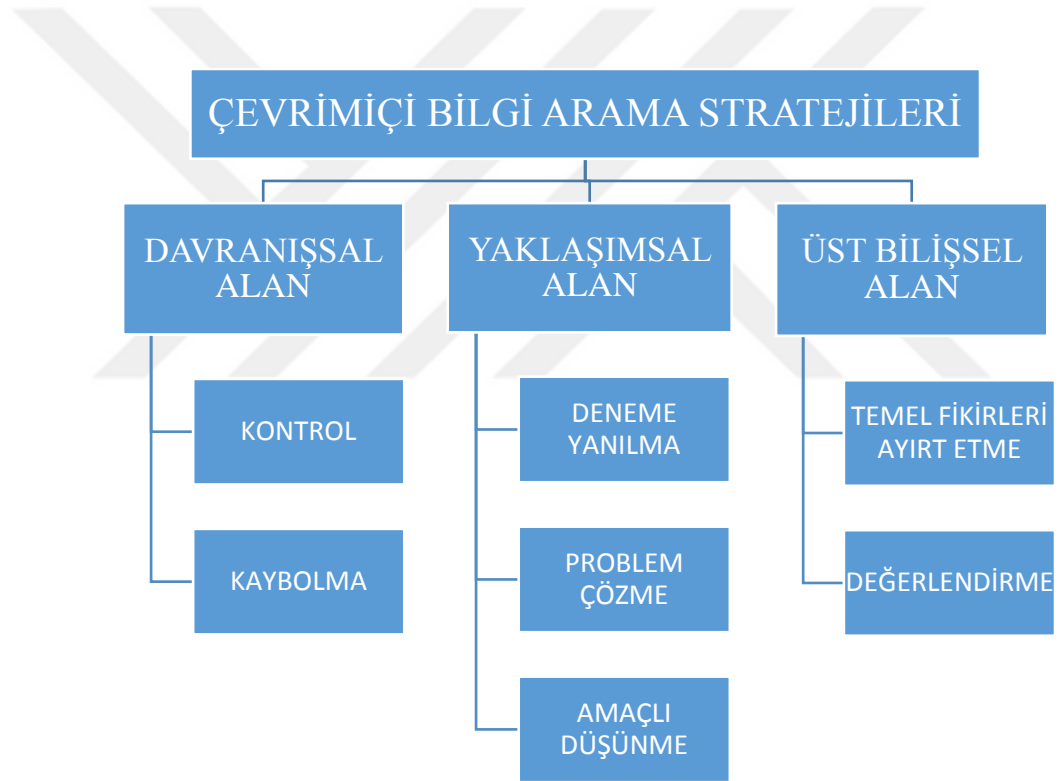 ÇEVRİMİÇİ BİLGİ ARAMA STRATEJİLERİ
DAVRANIŞSAL
ALAN
KONTROL
KAYBOLMA
YAKLAŞIMSAL
ALAN
DENEME
YANILMA
PROBLEM
ÇÖZME
AMAÇLI
DÜŞÜNME
ÜST BİLİŞSEL
ALAN
TEMEL FİKİRLERİ
AYIRT ETME
DEĞERLENDİRME